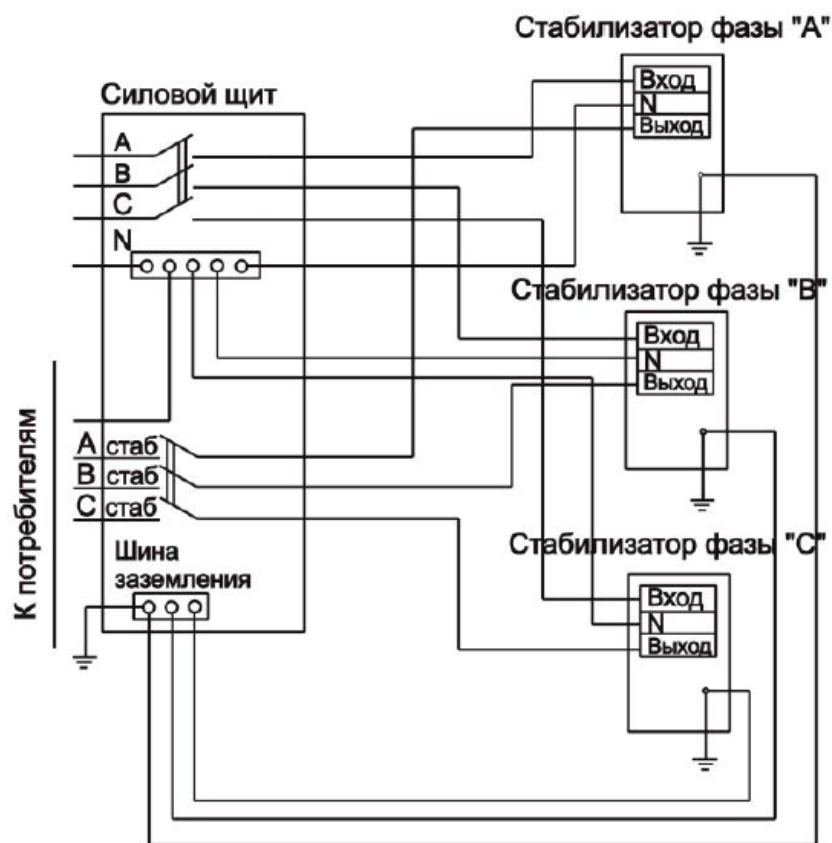 Стабилизатор фазы "А"
Вход
N
Выход
Силовой щит
А
В
С
N
Стабилизатор фазы "В"
Вход
N
Выход
К потребителям
А стаб
В стаб
С стаб
Стабилизатор фазы "С"
Вход
N
Выход
Шина
заземления